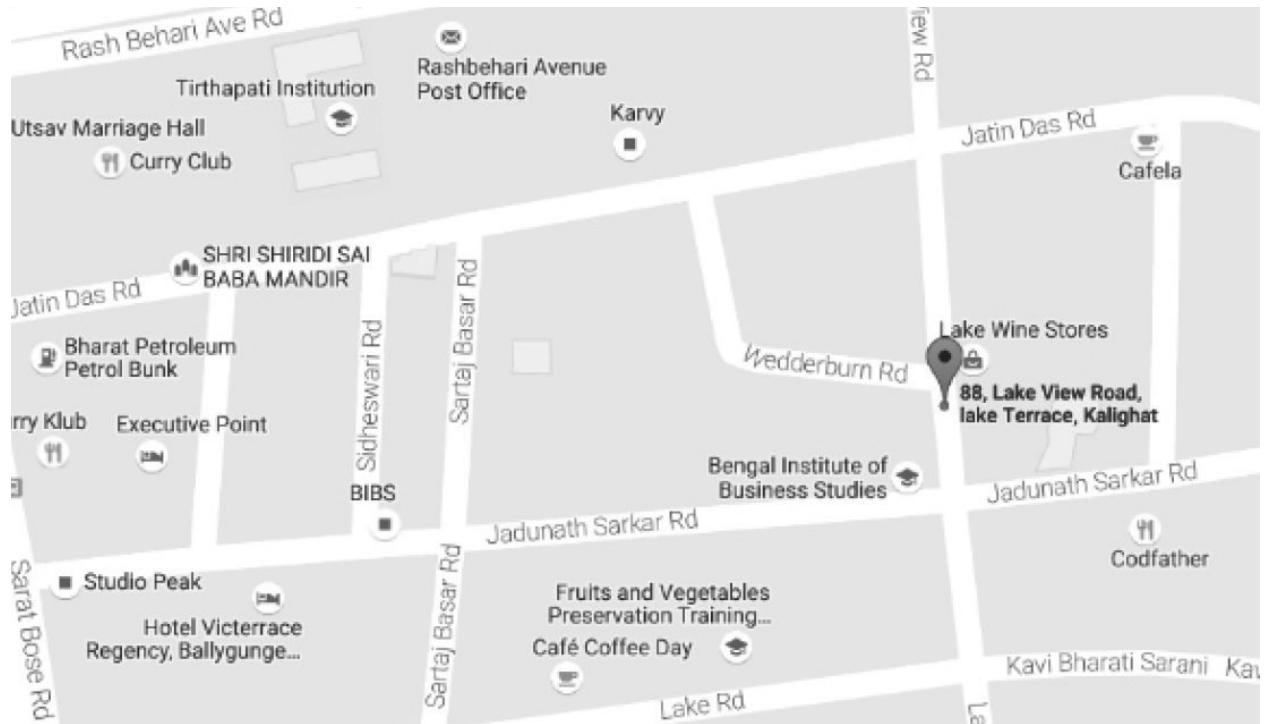 Rash Behari Ave Rd
View Rd
Rashbehari Avenue
Post Office
Tirthapati Institution
Karvy
Jatin Das Rd
Utsav Marriage Hall
Curry Club
Cafela
SHRI SHIRIDI SAI
BABA MANDIR
Jatin Das Rd
Sidheswari Rd
Sartaj Basar Rd
Lake Wine Stores
Bharat Petroleum
Petrol Bunk
Wedderburn Rd
88, Lake View Road,
lake Terrace, Kalighat
rry Klub
Executive Point
Bengal Institute of
Business Studies
Jadunath Sarkar Rd
BIBS
Jadunath Sarkar Rd
Codfather
Studio Peak
Sarat Bose Rd
Sartaj Basar Rd
Fruits and Vegetables
Preservation Training...
Hotel Victerrace
Regency, Ballygunge...
Café Coffee Day
Kavi Bharati Sarani
Kav
Lake Rd
La